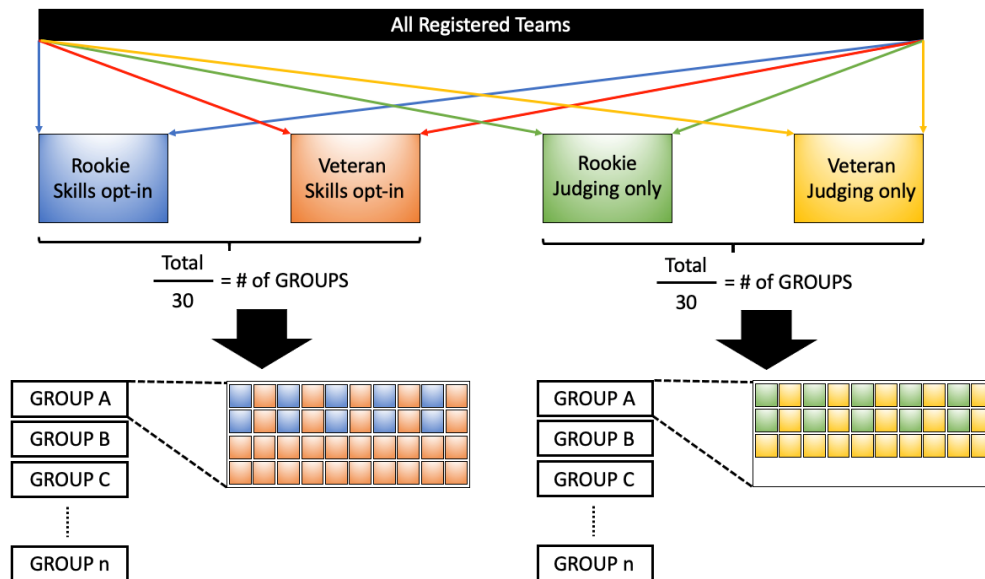 All Registered Teams
Rookie
Skills opt-in
Veteran
Skills opt-in
Rookie
Judging only
Veteran
Judging only
Total
30
= # of GROUPS
Total
30
= # of GROUPS
GROUP A
GROUP B
GROUP C
GROUP n
GROUP A
GROUP B
GROUP C
GROUP n